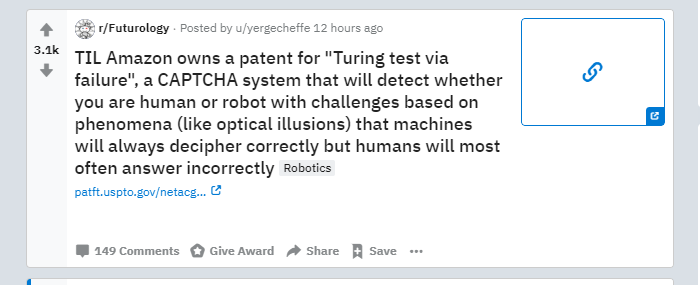 r/Futurology · Posted by u/yergecheffe 12 hours ago
3.1k
TIL Amazon owns a patent for "Turing test via
failure", a CAPTCHA system that will detect whether
you are human or robot with challenges based on
phenomena (like optical illusions) that machines
will always decipher correctly but humans will most
often answer incorrectly Robotics
patft.uspto.gov/netacg...
149 Comments Give Award Share Save